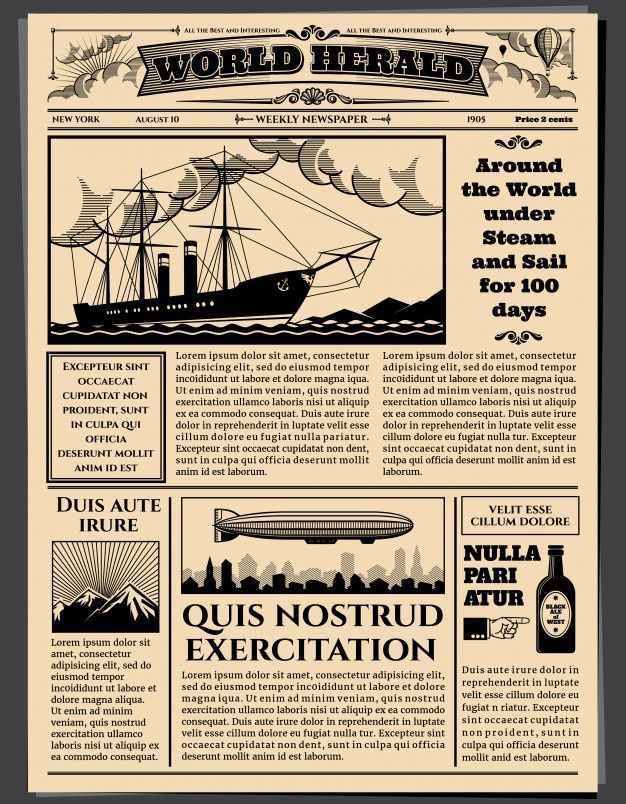 All the Best and Interesting
All the Best and Interesting
WORLD HERALD
NEW YORK
August 10
WEEKLY NEWSPAPER
1905
Price 2 cents
Around
the World
under
Steam
and Sail
for 100
days
Excepteur sint
occaecat
cupidatat non
proident, sunt
in culpa qui
officia
deserunt mollit
anim id est
Lorem ipsum dolor sit amet, consectetur
adipisicing elit, sed do eiusmod tempor
incididunt ut labore et dolore magna iqua.
Ut enim ad minim veniam, quis nostrud
exercitation ullamco laboris nisi ut aliquip
ex ea commodo consequat. Duis aute irure
dolor in reprehenderit in luptate velit esse
cillum dolore eu fugiat nulla pariatur.
Excepteur sint occaecat cupidatat non dent,
sunt in culpa qui officia deserunt mollit
anim id est laborum.
Lorem ipsum dolor sit amet, consectetur
adipisicing elit, sed do eiusmod tempor
incididunt ut labore et dolore magna iqua.
Ut enim ad minim veniam, quis nostrud
exercitation ullamco laboris nisi ut aliquip
ex ea commodo consequat. Duis aute irure
dolor in reprehenderit in luptate velit esse
cillum dolore eu fugiat nulla tur. Excepteur
sint occaecat cupidatat non dent, sunt in
culpa qui officia deserunt mollit anim id
est laborum.
Duis aute
irure
Lorem ipsum dolor sit
amet, consectetur
adipisicing elit, sed do
eiusmod tempor
incididunt ut labore et
dolore magna aliqua.
Ut enim ad minim
veniam, quis nostrud
exercitation ullamco
laboris nisi ut aliquip ex
ea commodo consequat.
QUIS NOSTRUD
EXERCITATION
Lorem ipsum dolor sit amet, consectetur adipisicing elit,
sed do eiusmod tempor incididunt ut labore et dolore
magna iqua. Ut enim ad minim veniam, quis nostrud
exercitation ullamco laboris nisi ut aliquip ex ea commodo
consequat. Duis aute irure dolor in reprehenderit in luptate
velit esse cillum dolore eu fugiat nulla tur. Excepteur sint
occaecat cupidatat non dent, sunt in culpa qui officia
deserunt mollit anim id est laborum.
VELIT ESSE
CILLUM DOLORE
NULLA
PARI
ATUR
BLACK
ALE
of
WEST
Duis aute irure dolor in
reprehenderit in luptate
velit esse cillum dolore eu
fugiat n riatur. Excepteur
sint occaecat cupidatat
non proident, sunt in
culpa qui officia deserunt
mollit anid est laborum.